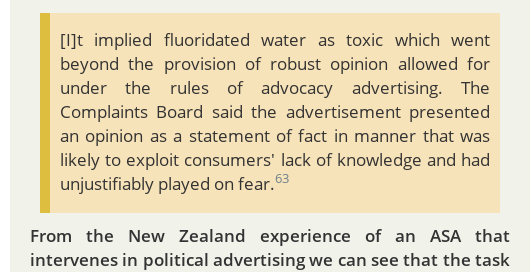 [I]t implied fluoridated water as toxic which went
beyond the provision of robust opinion allowed for
under the rules of advocacy advertising. The
Complaints Board said the advertisement presented
an opinion as a statement of fact in manner that was
likely to exploit consumers' lack of knowledge and had
unjustifiably played on fear.63
From the New Zealand experience of an ASA that
intervenes in political advertising we can see that the task